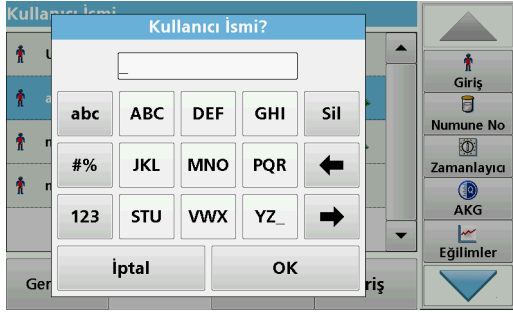 Kullanıcı İsmi?
_
abc ABC DEF GHI Sil
#% JKL MNO PQR
123 STU VWX YZ_
İptal OK
Giriş
Numune No
Zamanlayıcı
AKG
Eğilimler